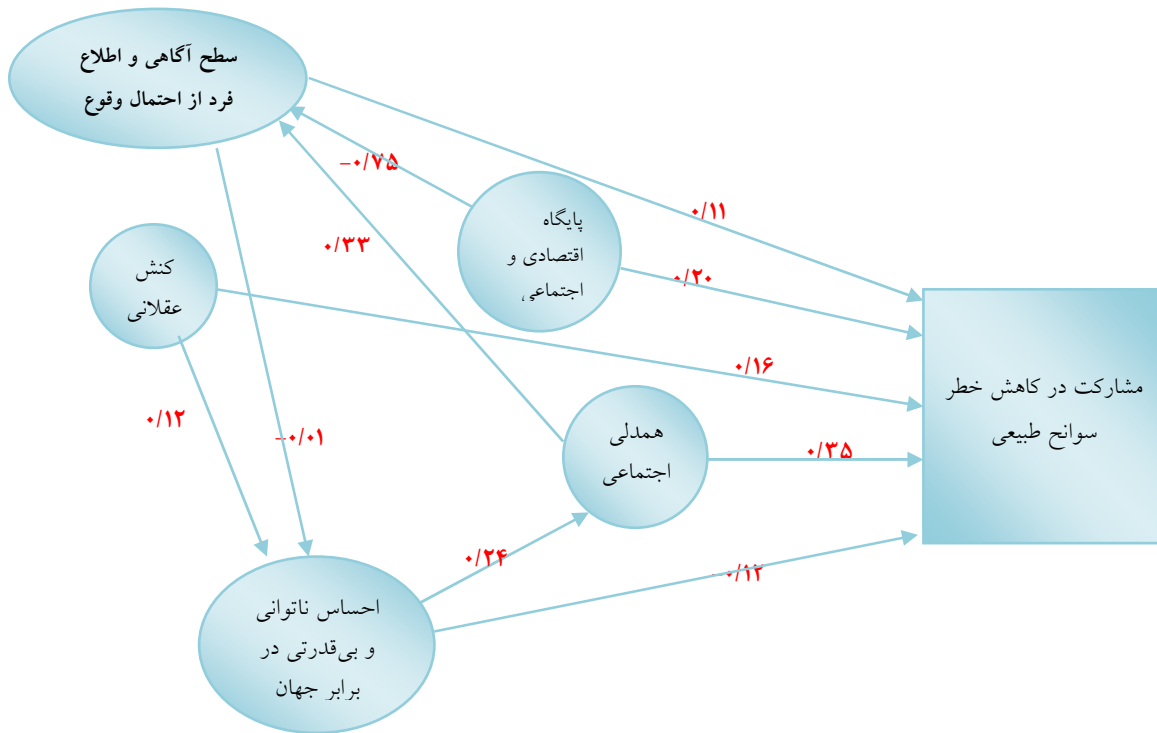 سطح آگاهی و اطلاع
فرد از احتمال وقوع
-۰/۷۵
پایگاه
اقتصادی و
اجتماعی
۰/۱۱
۰/۳۳
۰/۲۰
کنش
عقلانی
۰/۱۶
مشارکت در کاهش خطر
سوانح طبیعی
۰/۱۲
-۰/۰۱
همدلی
اجتماعی
۰/۳۵
۰/۲۴
-۰/۱۲
احساس ناتوانی
و بی‌قدرتی در
برابر جهان